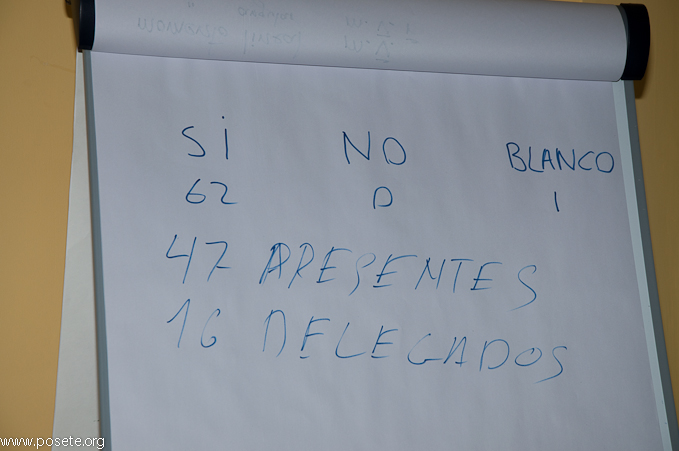 SI NO BLANCO
62 0 1
47 PRESENTES
16 DELEGADOS
www.posete.org